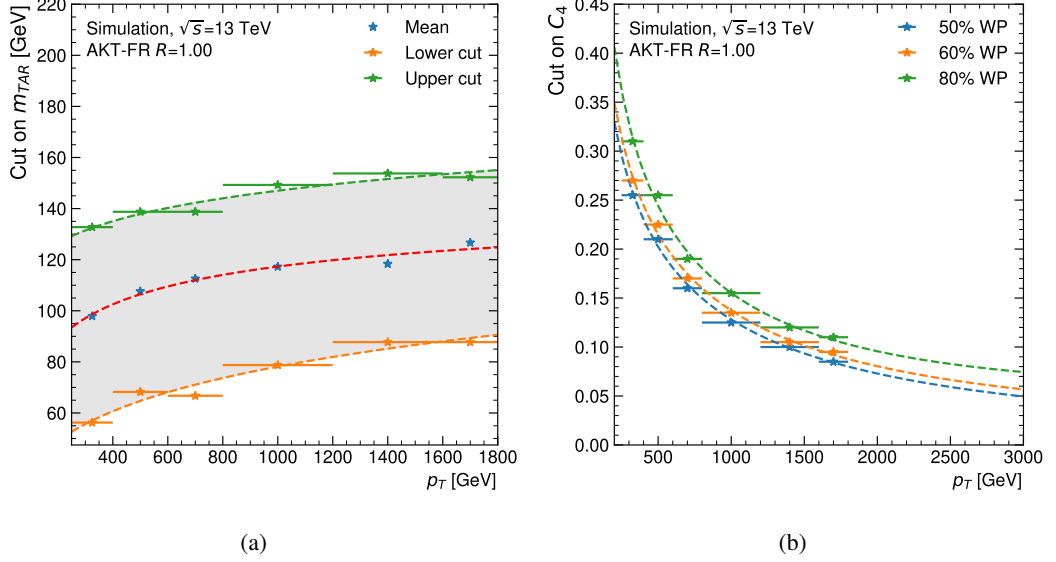 Cut on m_TAR [GeV]
220
200
180
160
140
120
100
80
60
Simulation, √s=13 TeV
AKT-FR R=1.00
Mean
Lower cut
Upper cut
400 600 800 1000 1200 1400 1600 1800
p_T [GeV]
(a)
Cut on C_4
0.45
0.40
0.35
0.30
0.25
0.20
0.15
0.10
0.05
0.00
Simulation, √s=13 TeV
AKT-FR R=1.00
50% WP
60% WP
80% WP
500 1000 1500 2000 2500 3000
p_T [GeV]
(b)